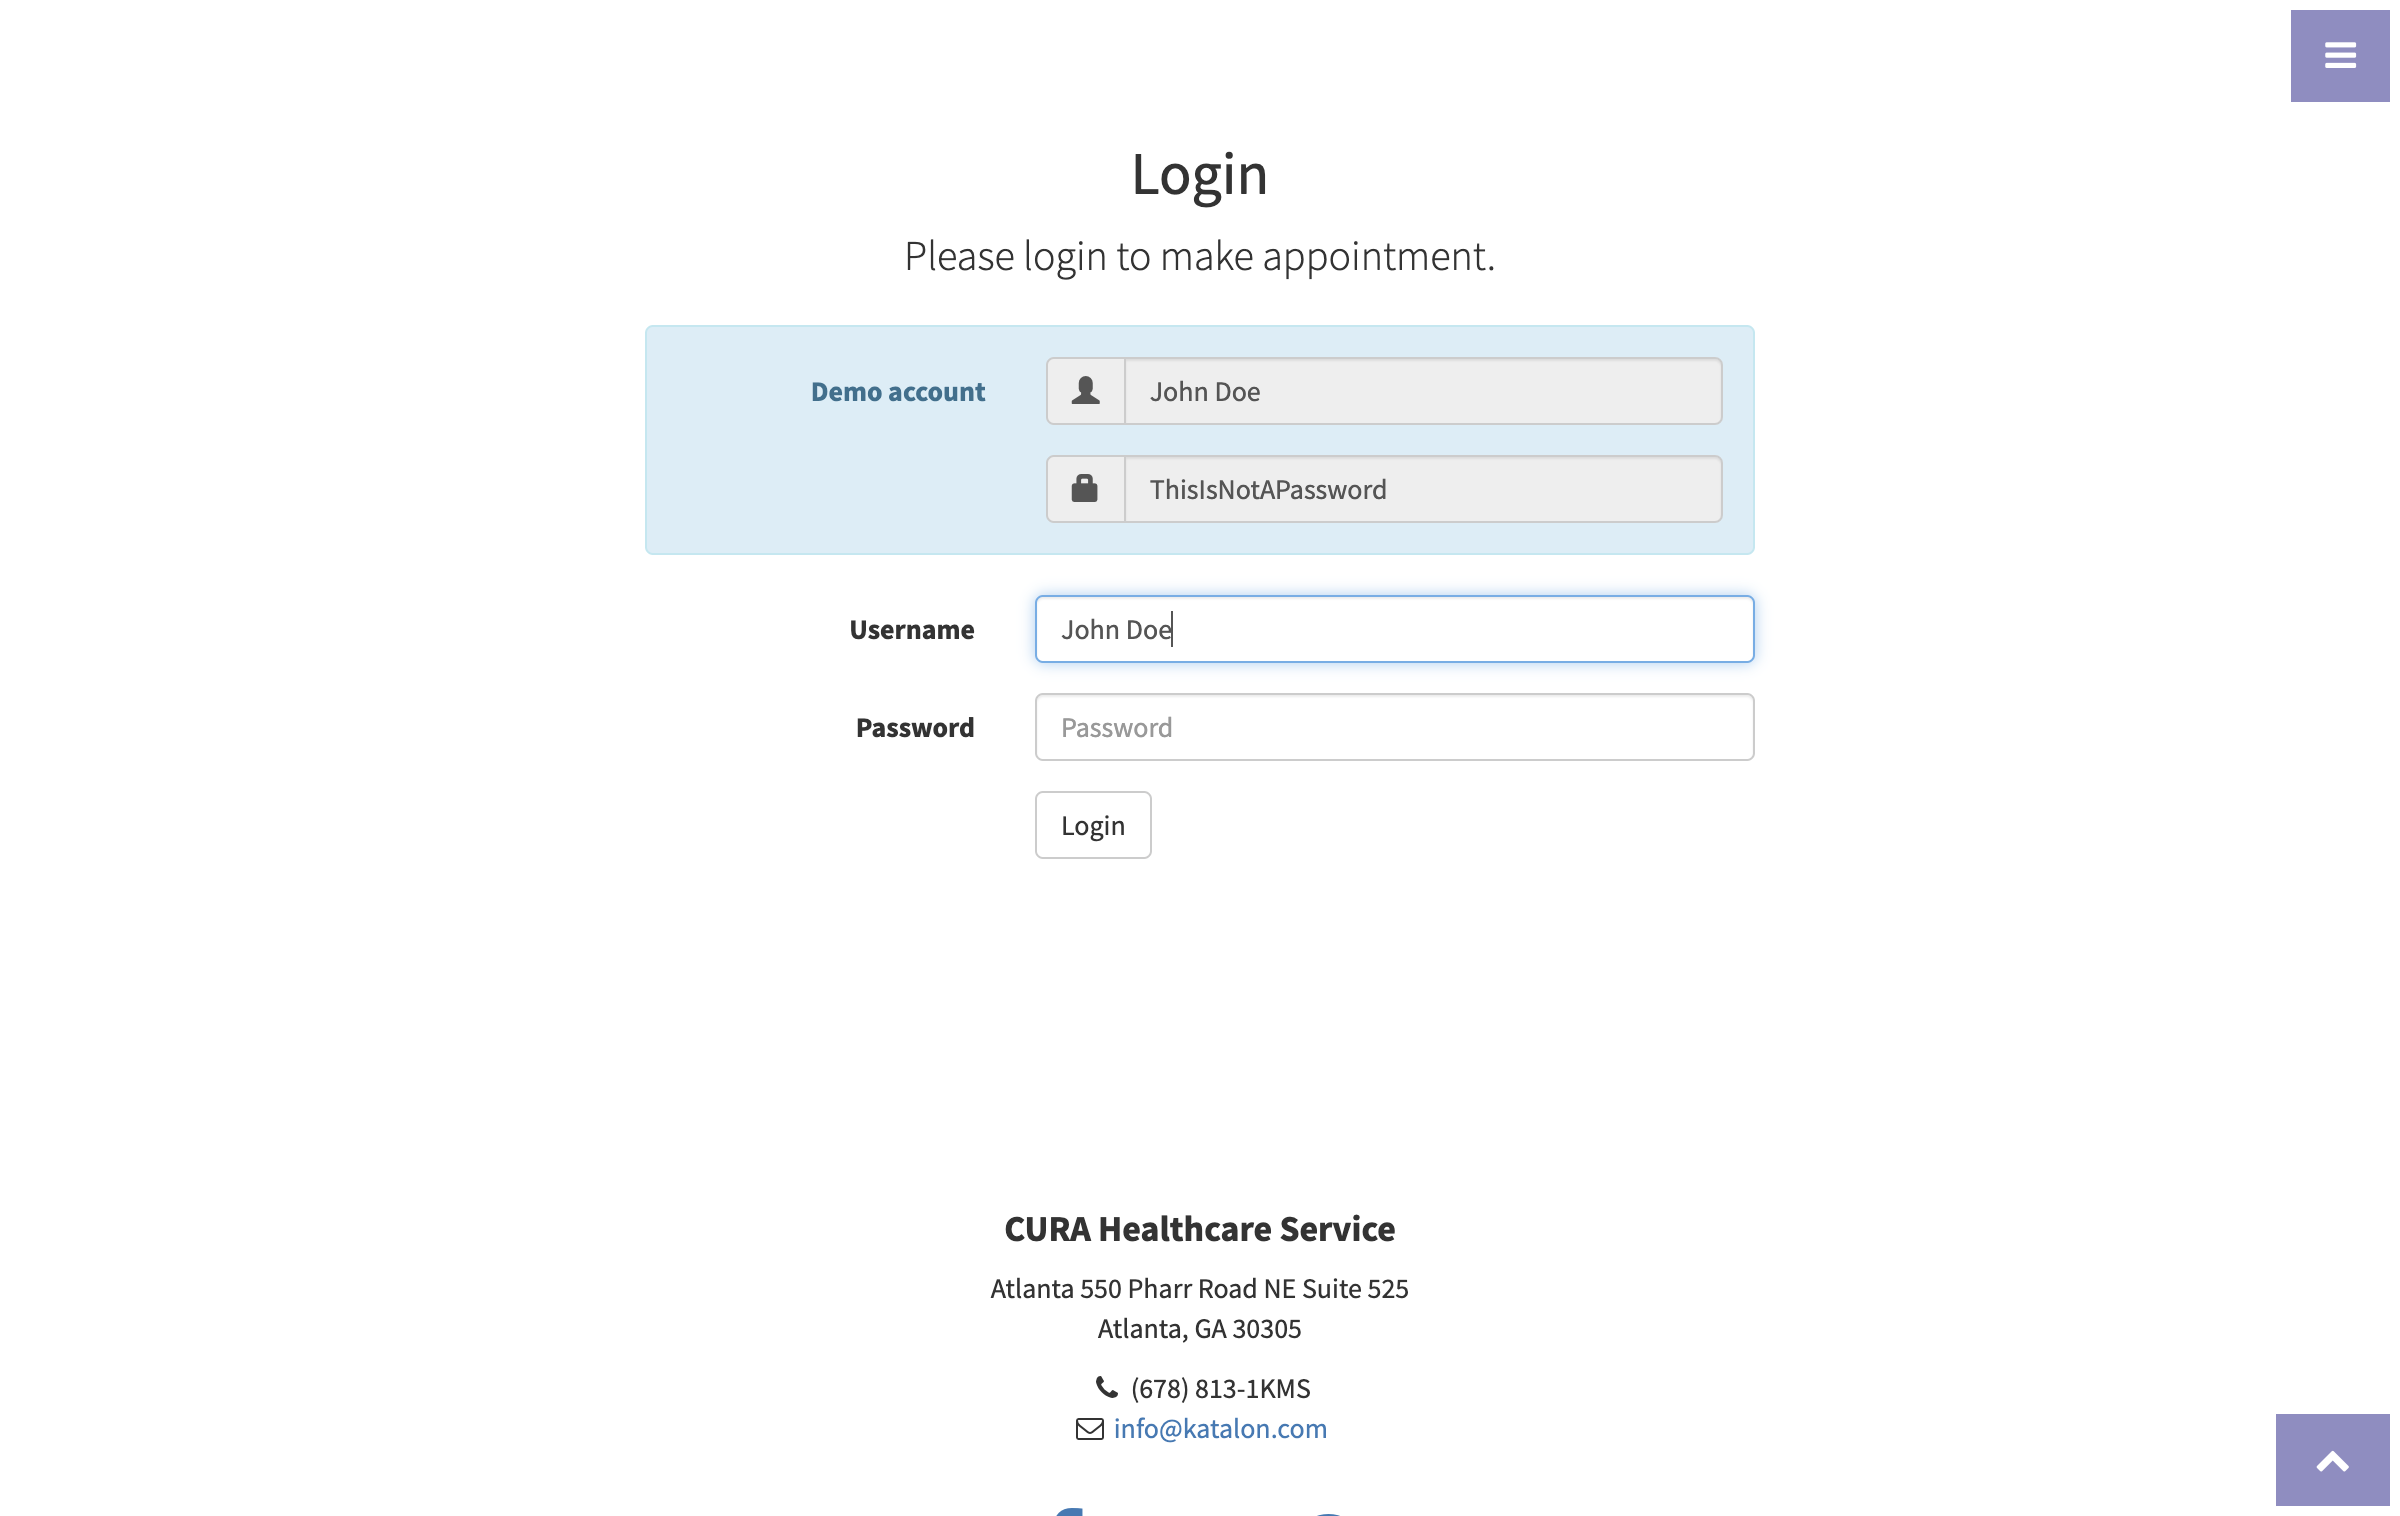 Login
Please login to make appointment.
Demo account
John Doe
ThisIsNotAPassword
Username
John Doe
Password
Password
Login
CURA Healthcare Service
Atlanta 550 Pharr Road NE Suite 525
Atlanta, GA 30305
(678) 813-1KMS
info@katalon.com